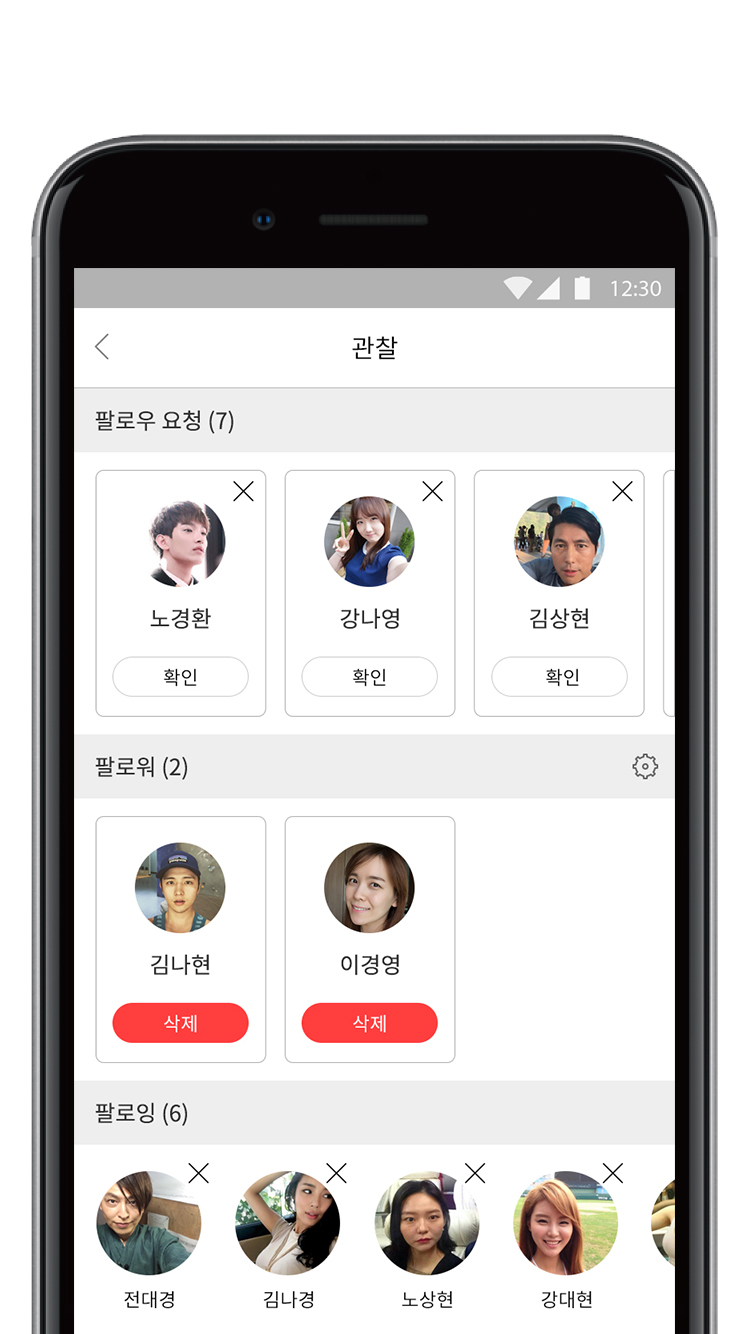 12:30
관찰
팔로우 요청 (7)
노경환 강나영 김상현
확인 확인 확인
팔로워 (2)
김나현 이경영
삭제 삭제
팔로잉 (6)
전대경 김나경 노상현 강대현